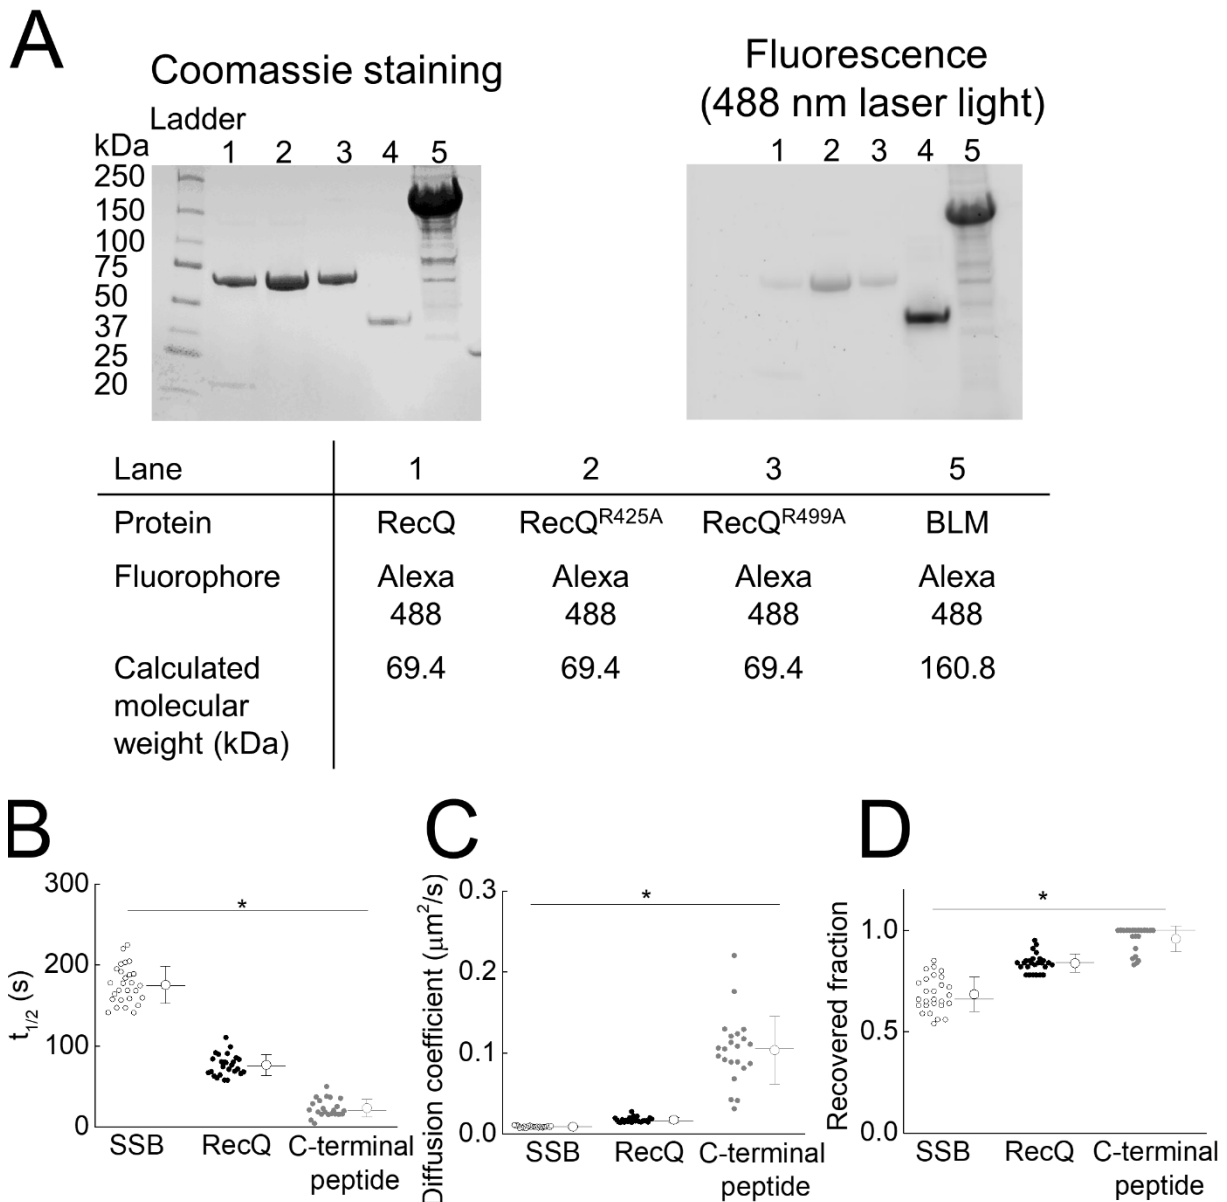 A
Coomassie staining
Fluorescence
(488 nm laser light)
Ladder
kDa
1 2 3 4 5
1 2 3 4 5
250
150
100
75
50
37
25
20
Lane 1 2 3 5
Protein RecQ RecQR425A RecQR499A BLM
Fluorophore Alexa Alexa Alexa Alexa
488 488 488 488
Calculated 69.4 69.4 69.4 160.8
molecular
weight (kDa)
B
t1/2 (s)
300
200
100
0
*
SSB RecQ C-terminal
peptide
C
Diffusion coefficient (μm2/s)
0.3
0.2
0.1
0.0
*
SSB RecQ C-terminal
peptide
D
Recovered fraction
1.0
0.5
0.0
*
SSB RecQ C-terminal
peptide